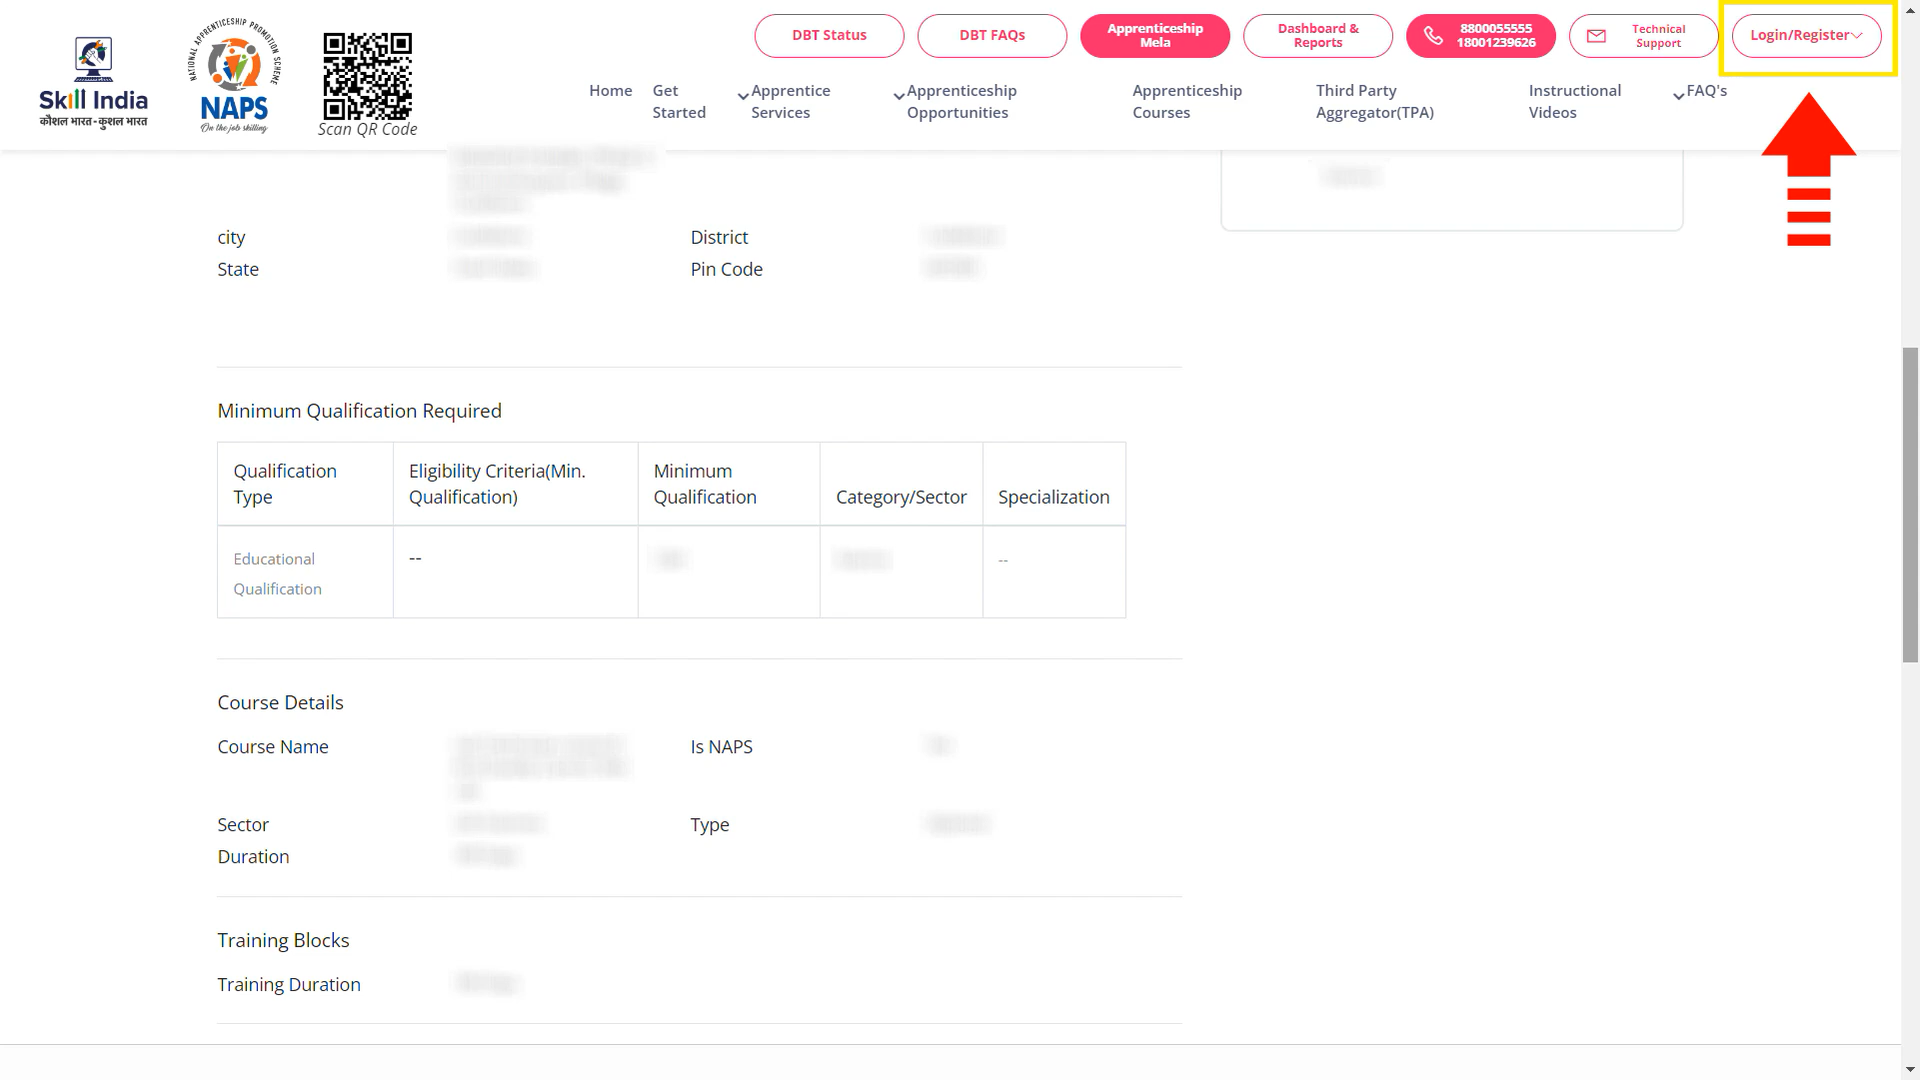 DBT Status
DBT FAQs
Apprenticeship
Mela
Dashboard &
Reports
8800055555
18001239626
Technical
Support
Login/Register
Skill India
कौशल भारत-कुशल भारत
NATIONAL APPRENTICESHIP PROMOTION SCHEME
NAPS
On the job skilling
Scan QR Code
Home
Get
Started
Apprentice
Services
Apprenticeship
Opportunities
Apprenticeship
Courses
Third Party
Aggregator(TPA)
Instructional
Videos
FAQ's
city
District
State
Pin Code
Minimum Qualification Required
Qualification
Type
Eligibility Criteria(Min.
Qualification)
Minimum
Qualification
Category/Sector
Specialization
Educational
Qualification
--
--
Course Details
Course Name
Is NAPS
Sector
Type
Duration
Training Blocks
Training Duration